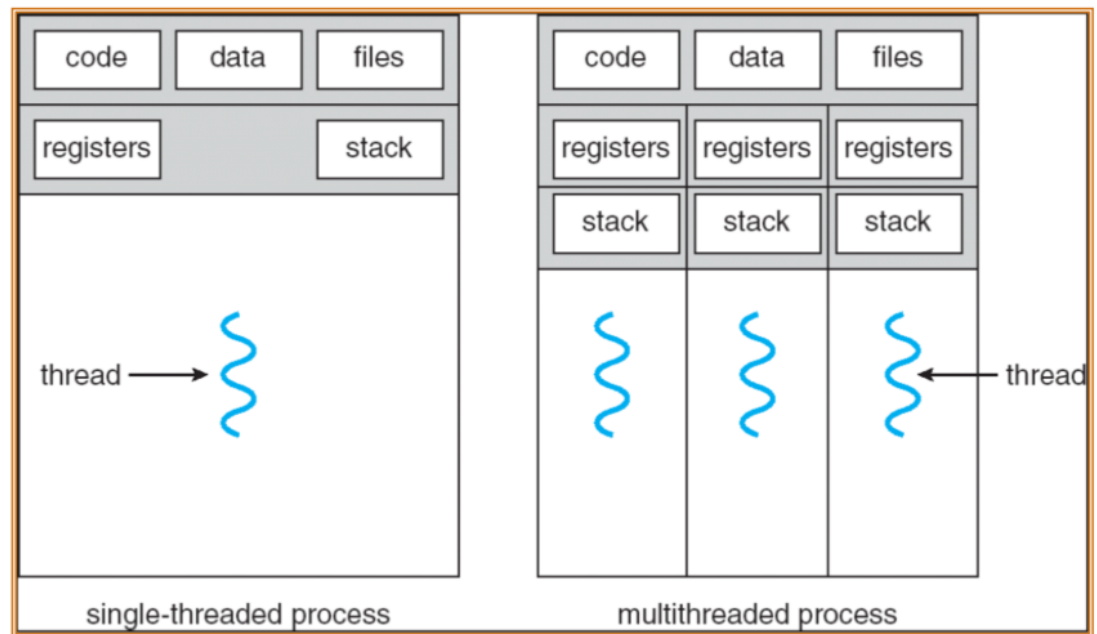 code data files code data files
registers stack registers registers registers
stack stack stack
thread thread
single-threaded process multithreaded process